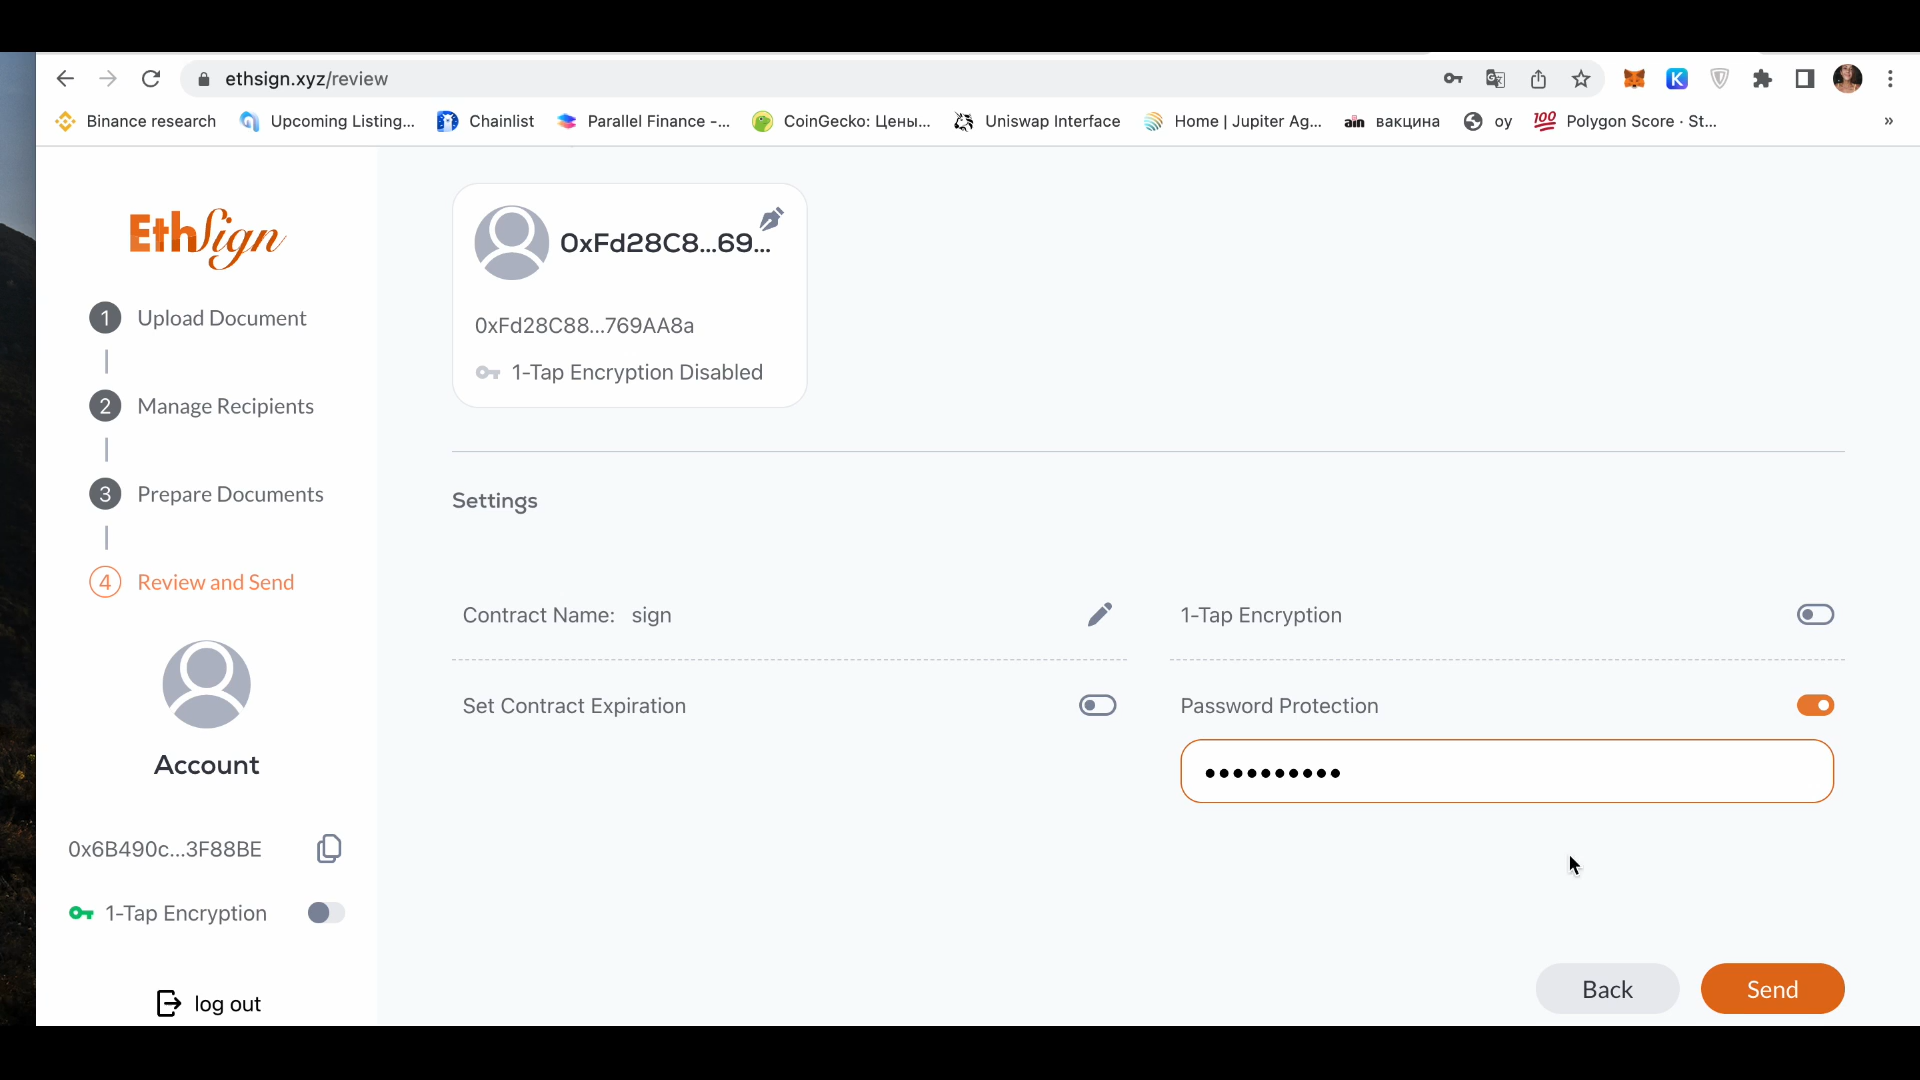 ethsign.xyz/review
Binance research
Upcoming Listing...
Chainlist
Parallel Finance -...
CoinGecko: Цены...
Uniswap Interface
Home | Jupiter Ag...
ain вакцина
oy
100 Polygon Score · St...
»
EthSign
1 Upload Document
2 Manage Recipients
3 Prepare Documents
4 Review and Send
Account
0x6B490c...3F88BE
1-Tap Encryption
log out
0xFd28C8...69...
0xFd28C88...769AA8a
1-Tap Encryption Disabled
Settings
Contract Name: sign
1-Tap Encryption
Set Contract Expiration
Password Protection
••••••••••
Back
Send